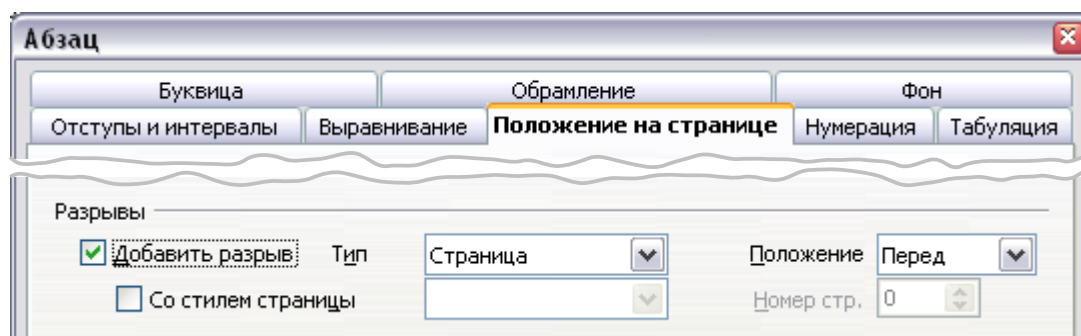 Абзац
Буквица Обрамление Фон
Отступы и интервалы Выравнивание Положение на странице Нумерация Табуляция
Разрывы
Добавить разрыв Тип Страница Положение Перед
Со стилем страницы Номер стр. 0